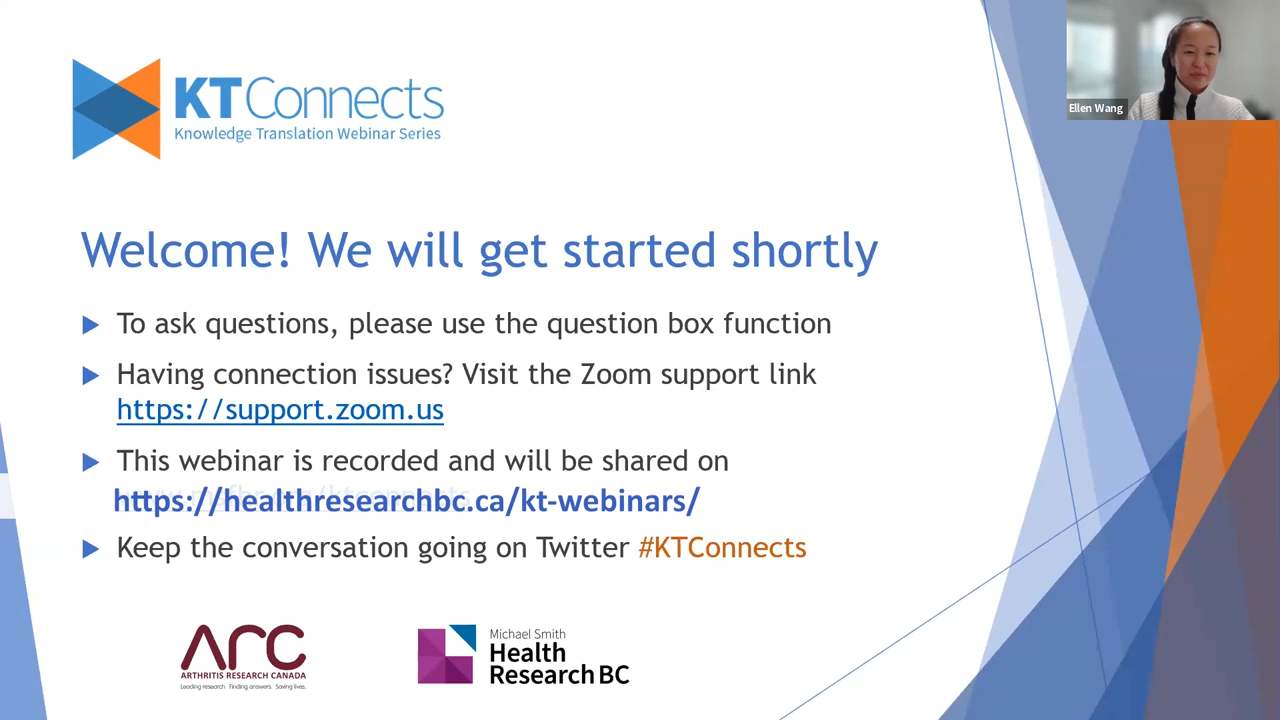 Ellen Wang
KTConnects
Knowledge Translation Webinar Series
Welcome! We will get started shortly
To ask questions, please use the question box function
Having connection issues? Visit the Zoom support link
https://support.zoom.us
This webinar is recorded and will be shared on
https://healthresearchbc.ca/kt-webinars/
Keep the conversation going on Twitter #KTConnects
ARC
ARTHRITIS RESEARCH CANADA
Leading research. Finding answers. Saving lives.
Michael Smith
Health
Research BC